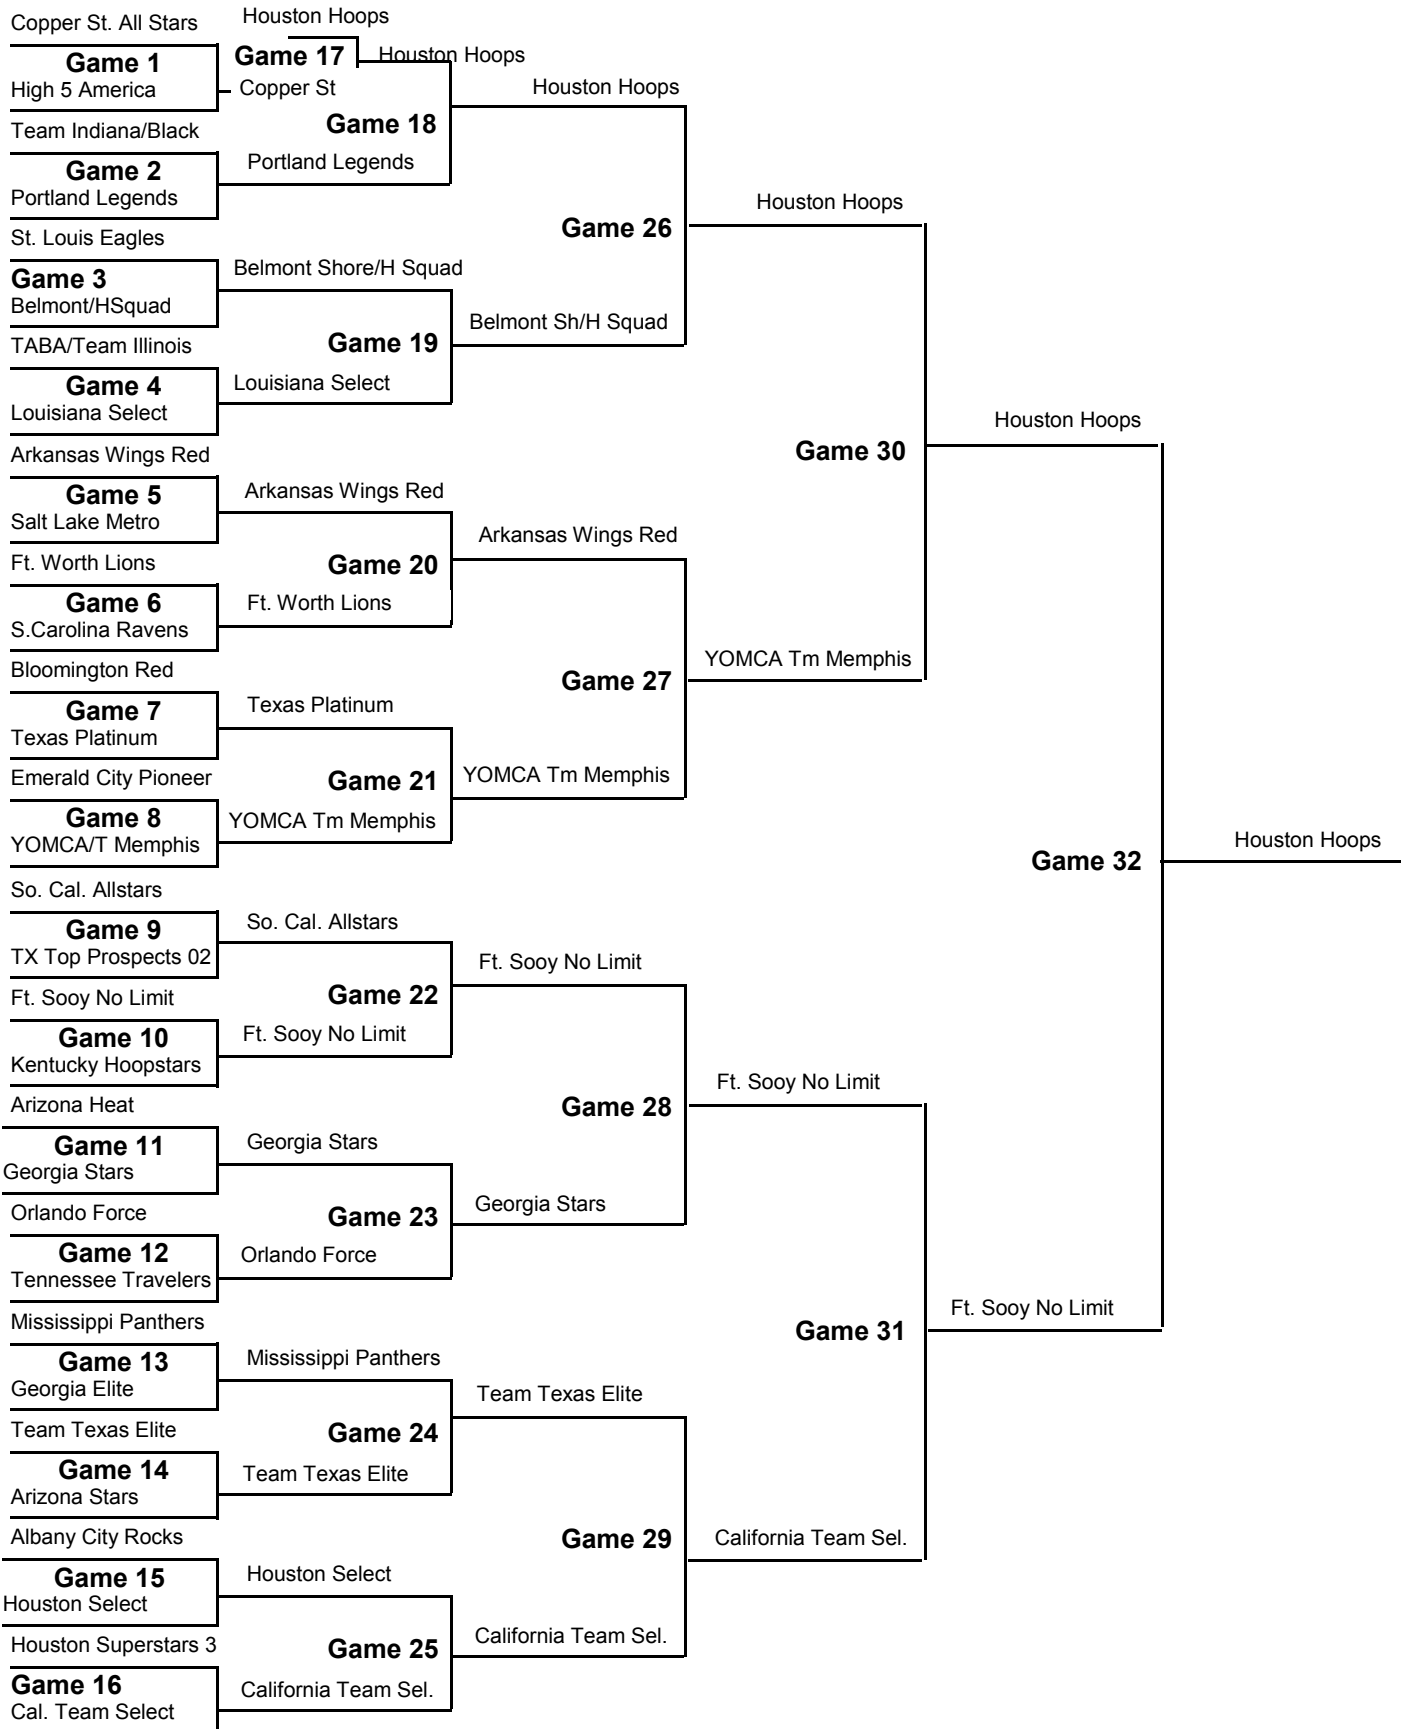 Copper St. All Stars
Houston Hoops
Game 1
Game 17
Houston Hoops
High 5 America
Copper St
Houston Hoops
Team Indiana/Black
Game 18
Game 2
Portland Legends
Portland Legends
Houston Hoops
St. Louis Eagles
Game 26
Game 3
Belmont Shore/H Squad
Belmont/HSquad
Belmont Sh/H Squad
TABA/Team Illinois
Game 19
Game 4
Louisiana Select
Louisiana Select
Houston Hoops
Arkansas Wings Red
Game 30
Game 5
Arkansas Wings Red
Salt Lake Metro
Arkansas Wings Red
Ft. Worth Lions
Game 20
Game 6
Ft. Worth Lions
S.Carolina Ravens
YOMCA Tm Memphis
Bloomington Red
Game 27
Game 7
Texas Platinum
Texas Platinum
Emerald City Pioneer
Game 21
YOMCA Tm Memphis
Game 8
YOMCA Tm Memphis
YOMCA/T Memphis
Houston Hoops
Game 32
So. Cal. Allstars
Game 9
So. Cal. Allstars
TX Top Prospects 02
Ft. Sooy No Limit
Ft. Sooy No Limit
Game 22
Game 10
Ft. Sooy No Limit
Kentucky Hoopstars
Ft. Sooy No Limit
Arizona Heat
Game 28
Game 11
Georgia Stars
Georgia Stars
Georgia Stars
Orlando Force
Game 23
Game 12
Orlando Force
Tennessee Travelers
Ft. Sooy No Limit
Mississippi Panthers
Game 31
Game 13
Mississippi Panthers
Georgia Elite
Team Texas Elite
Team Texas Elite
Game 24
Game 14
Team Texas Elite
Arizona Stars
Albany City Rocks
Game 29
California Team Sel.
Game 15
Houston Select
Houston Select
California Team Sel.
Houston Superstars 3
Game 25
Game 16
California Team Sel.
Cal. Team Select